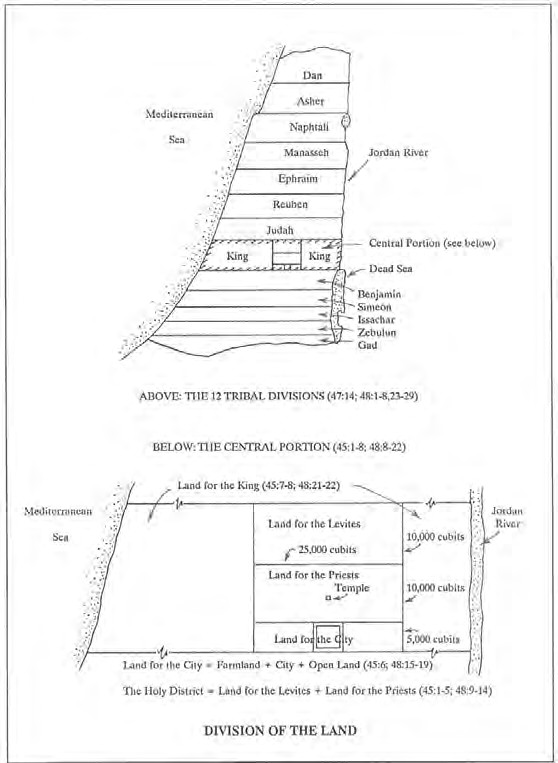 Dan
Asher
Mediterranean
Sea
Naphtali
Manasseh
Jordan River
Ephraim
Reuben
Judah
Central Portion (see below)
King
King
Dead Sea
Benjamin
Simeon
Issachar
Zebulun
Gad
ABOVE: THE 12 TRIBAL DIVISIONS (47:14; 48:1-8,23-29)
BELOW: THE CENTRAL PORTION (45:1-8; 48:8-22)
Land for the King (45:7-8; 48:21-22)
Mediterranean
Sea
Jordan
River
Land for the Levites
10,000 cubits
25,000 cubits
Land for the Priests
Temple
10,000 cubits
Land for the City
5,000 cubits
Land for the City = Farmland + City + Open Land (45:6; 48:15-19)
The Holy District = Land for the Levites + Land for the Priests (45:1-5; 48:9-14)
DIVISION OF THE LAND